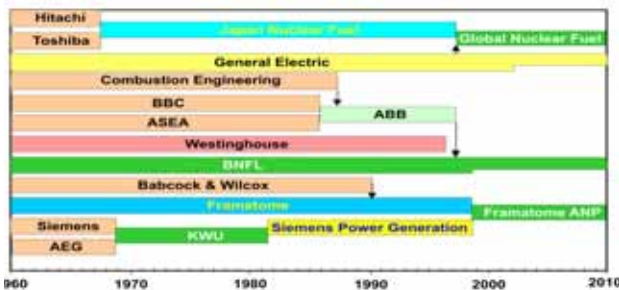 Hitachi
Japan Nuclear Fuel
Toshiba
Global Nuclear Fuel
General Electric
Combustion Engineering
BBC
ABB
ASEA
Westinghouse
BNFL
Babcock & Wilcox
Framatome
Framatome ANP
Siemens
Siemens Power Generation
KWU
AEG
960 1970 1980 1990 2000 2010